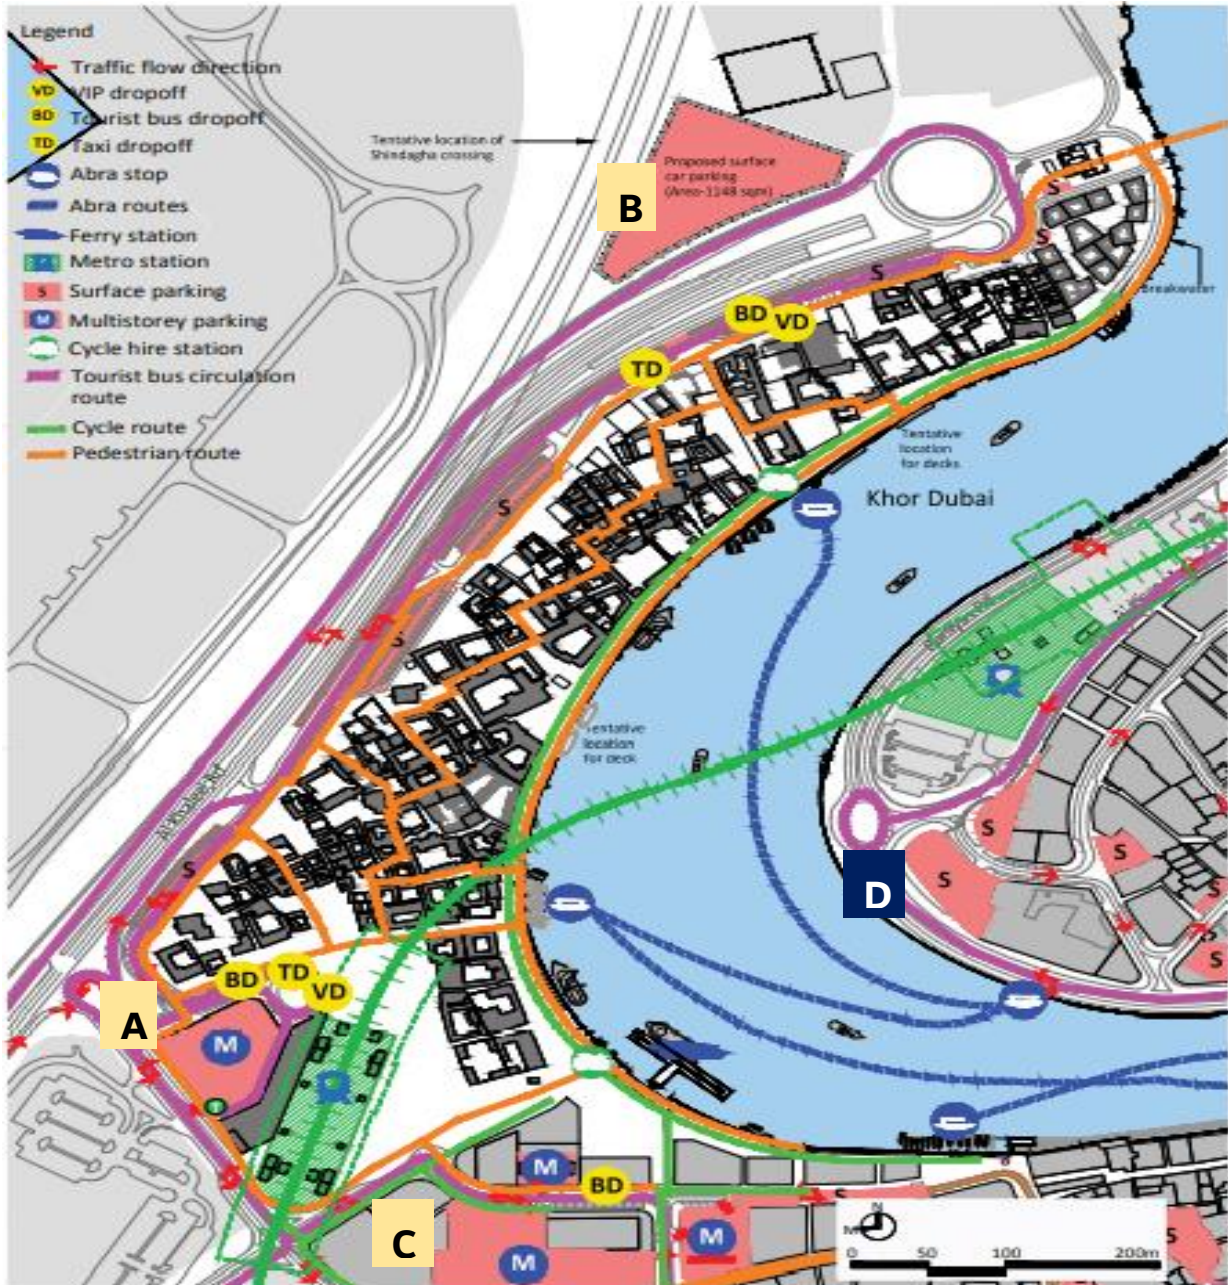 Legend
Traffic flow direction
VD VIP dropoff
BD Tourist bus dropoff
TD Taxi dropoff
Abra stop
Abra routes
Ferry station
Metro station
S Surface parking
M Multistorey parking
Cycle hire station
Tourist bus circulation
route
Cycle route
Pedestrian route
Tentative location of
Shindagha crossing
B
Proposed surface
car parking
(Area-1148 sqm)
S
S
S
Breakwater
BD VD
TD
Tentative
location
for decks
Khor Dubai
S
S
Tentative
location
for deck
S
S
S
S
S
S
D
BD TD
VD
A
M
M
BD
C
M
M
S
S
N
0 50 100 200m